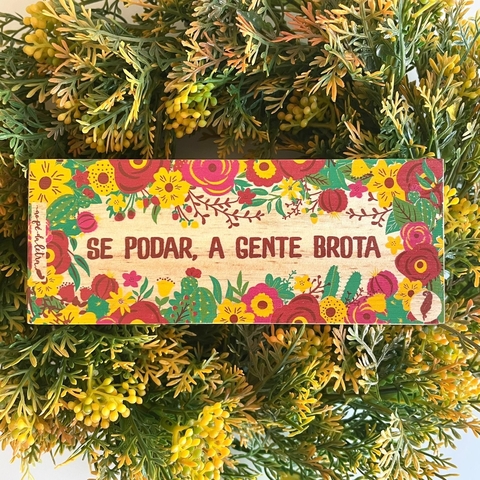 SE PODAR, A GENTE BROTA